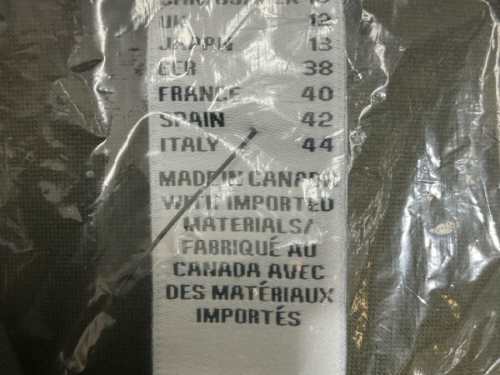 UK 12
JAPAN 13
EUR 38
FRANCE 40
SPAIN 42
ITALY 44
MADE IN CANADA
WITH IMPORTED
MATERIALS/
FABRIQUÉ AU
CANADA AVEC
DES MATÉRIAUX
IMPORTÉS